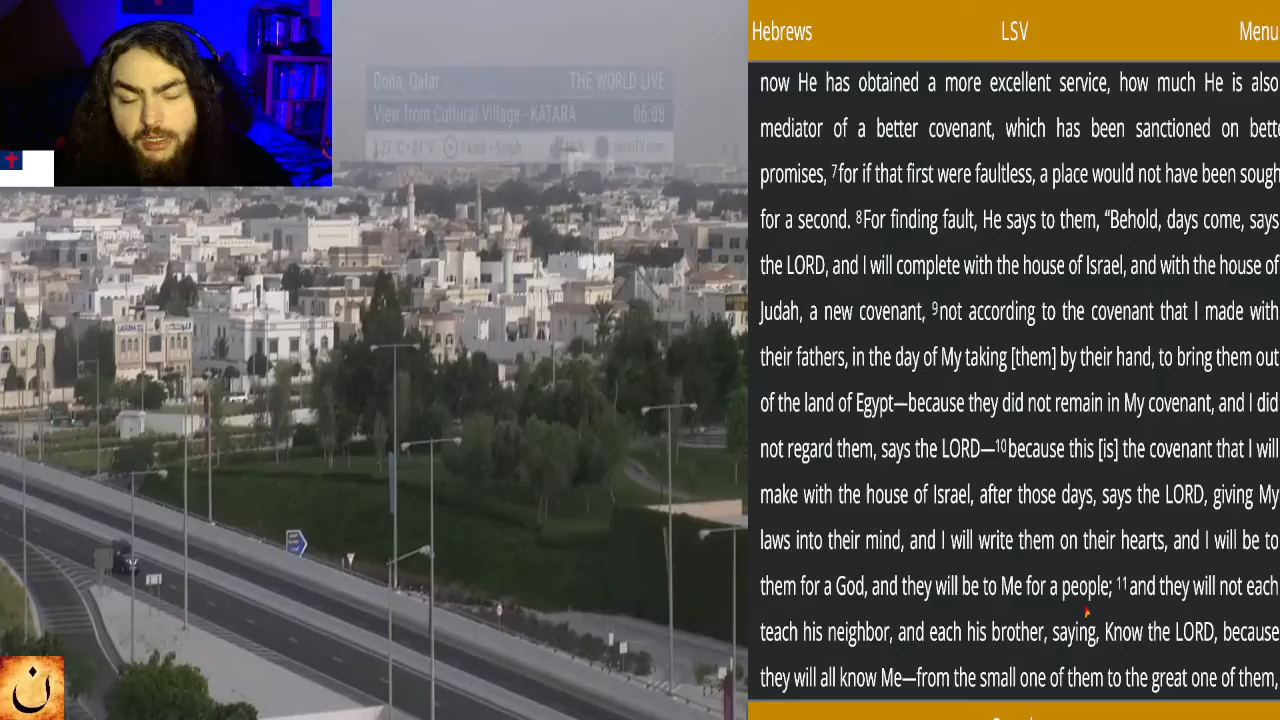 Doha, Qatar THE WORLD LIVE
View from Cultural Village - KATARA 06:08
Hebrews LSV Menu
now He has obtained a more excellent service, how much He is also
mediator of a better covenant, which has been sanctioned on bette
promises, 7for if that first were faultless, a place would not have been sough
for a second. 8For finding fault, He says to them, “Behold, days come, says
the LORD, and I will complete with the house of Israel, and with the house of
Judah, a new covenant, 9not according to the covenant that I made with
their fathers, in the day of My taking [them] by their hand, to bring them out
of the land of Egypt—because they did not remain in My covenant, and I did
not regard them, says the LORD—10because this [is] the covenant that I will
make with the house of Israel, after those days, says the LORD, giving My
laws into their mind, and I will write them on their hearts, and I will be to
them for a God, and they will be to Me for a people; 11and they will not each
teach his neighbor, and each his brother, saying, Know the LORD, because
they will all know Me—from the small one of them to the great one of them,
ن